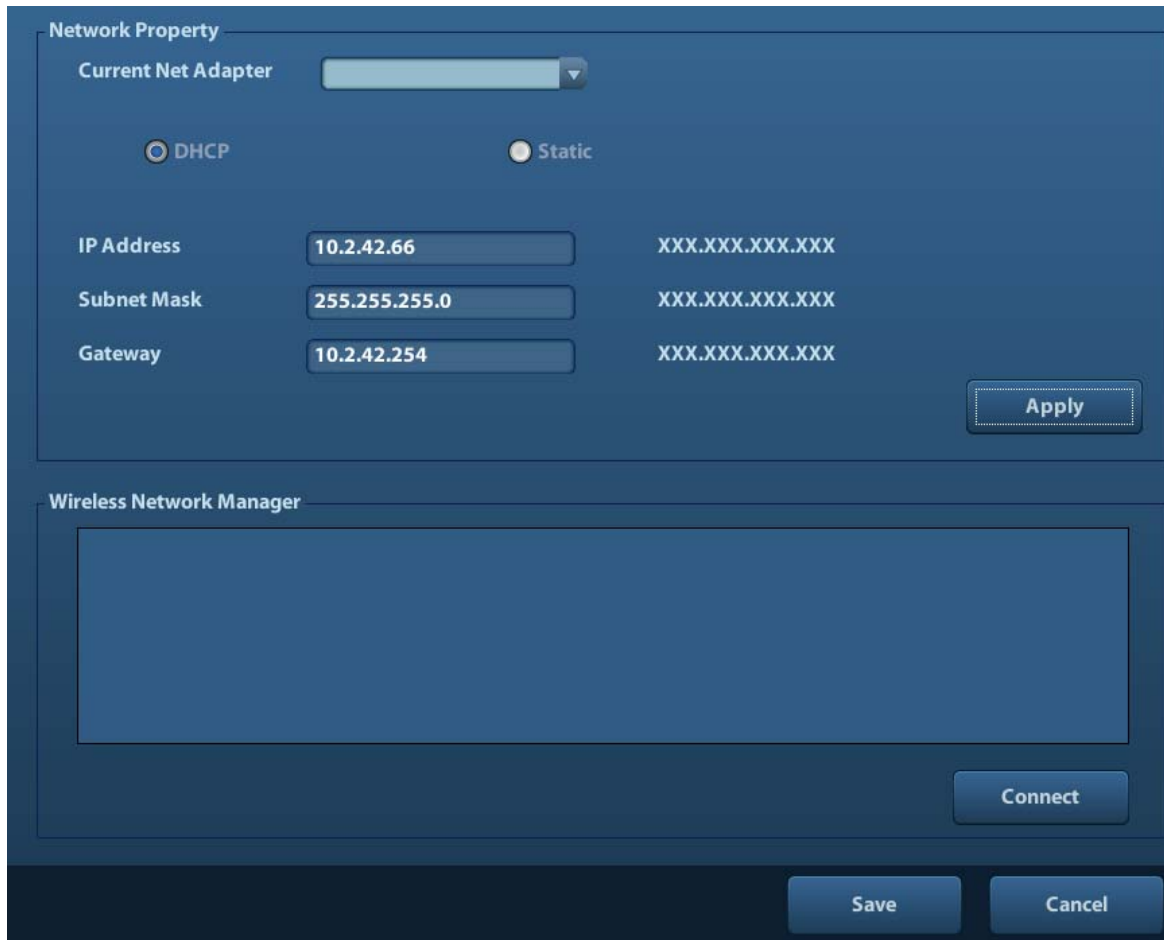 Network Property
Current Net Adapter
DHCP Static
IP Address 10.2.42.66 XXX.XXX.XXX.XXX
Subnet Mask 255.255.255.0 XXX.XXX.XXX.XXX
Gateway 10.2.42.254 XXX.XXX.XXX.XXX
Apply
Wireless Network Manager
Connect
Save Cancel